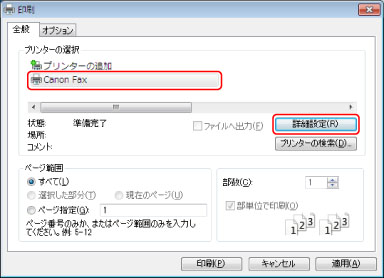 印刷
全般 オプション
プリンターの選択
プリンターの追加
Canon Fax
状態: 準備完了
場所:
コメント:
ファイルへ出力(F)
詳細設定(R)
プリンターの検索(D)...
ページ範囲
すべて(L)
選択した部分(T) 現在のページ(U)
ページ指定(G): 1
ページ番号のみか、またはページ範囲のみを入力し
てください。例: 5-12
部数(C): 1
部単位で印刷(O)
1 2 3 1 2 3
印刷(P) キャンセル 適用(A)